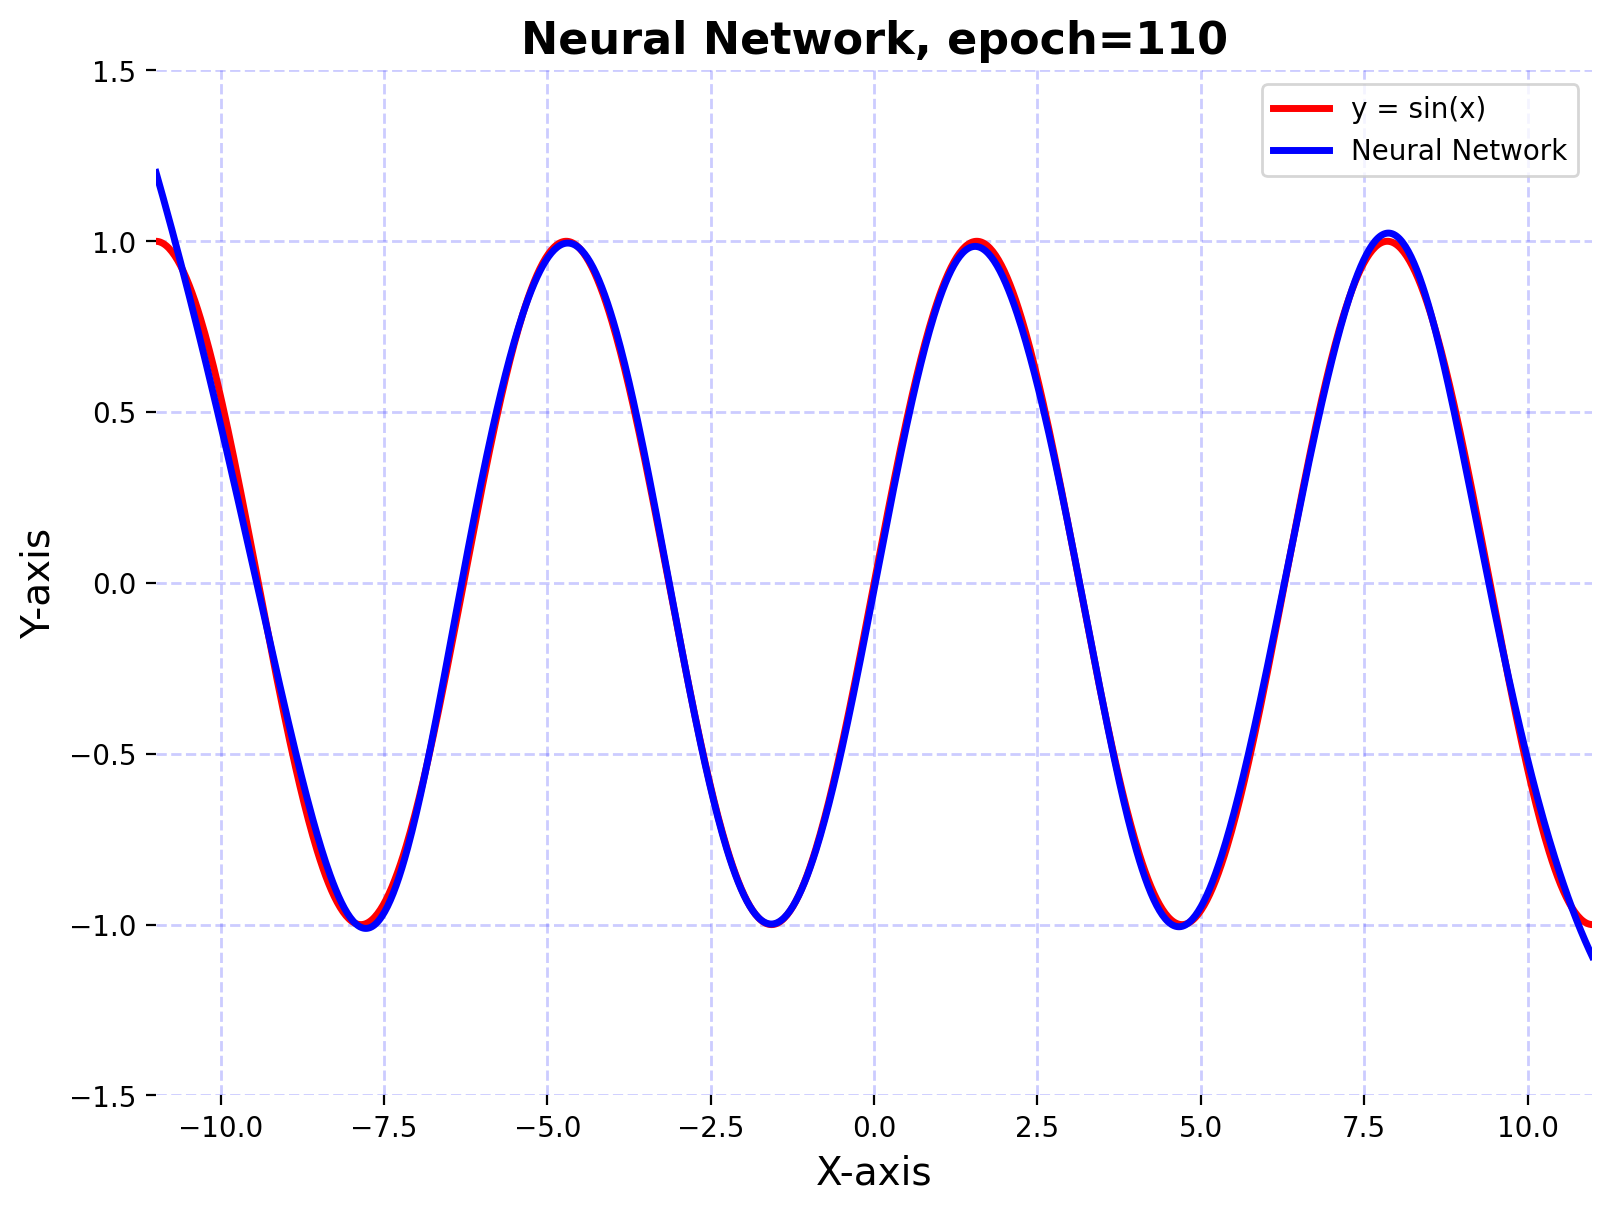 Neural Network, epoch=110
y = sin(x)
Neural Network
Y-axis
1.5
1.0
0.5
0.0
−0.5
−1.0
−1.5
−10.0 −7.5 −5.0 −2.5 0.0 2.5 5.0 7.5 10.0
X-axis